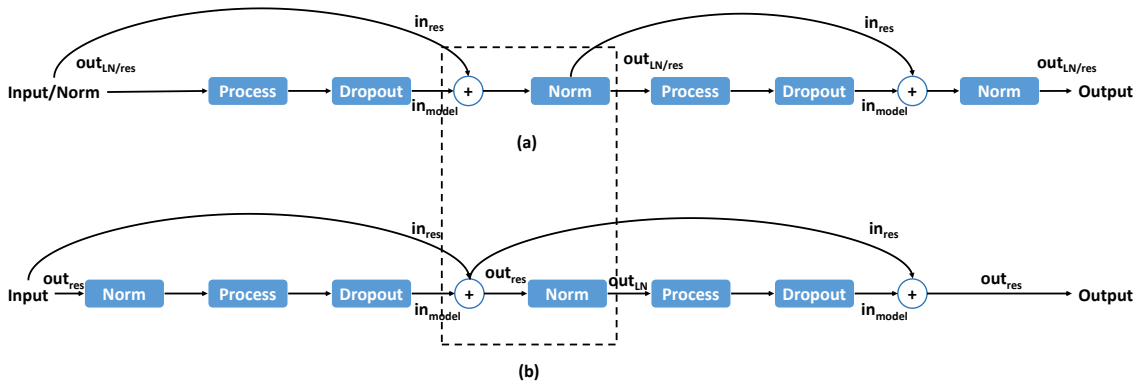 in_res in_res
out_LN/res out_LN/res out_LN/res
Input/Norm Process Dropout + Norm Process Dropout + Norm Output
in_model in_model
(a)
in_res in_res
out_res out_res out_LN out_res
Input Norm Process Dropout + Norm Process Dropout + Output
in_model in_model
(b)